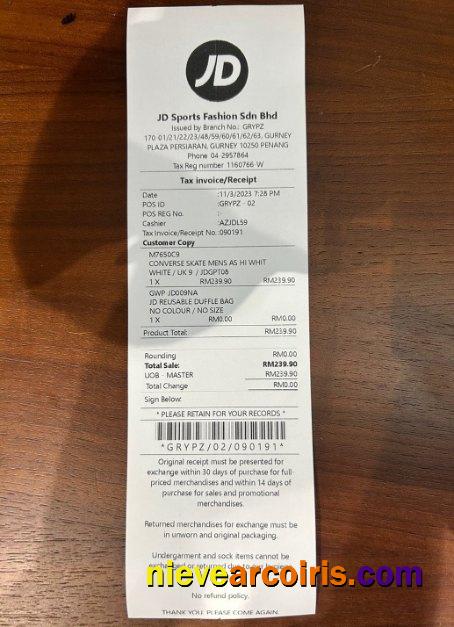 JD
JD Sports Fashion Sdn Bhd
Issued by Branch No.: GRYPZ
170-01/21/22/23/48/59/60/61/62/63, GURNEY
PLAZA PERSIARAN, GURNEY 10250 PENANG
Phone 04-2957864
Tax Reg number 1160766-W
Tax invoice/Receipt
Date :11/3/2023 7:28 PM
POS ID :GRYPZ - 02
POS REG No. :-
Cashier :AZJDL59
Tax Invoice/Receipt No. :090191
Customer Copy
M7650C9
CONVERSE SKATE MENS AS HI WHIT
WHITE / UK 9 / JDGPT08
1 X RM239.90 RM239.90
GWP JD009NA
JD REUSABLE DUFFLE BAG
NO COLOUR / NO SIZE
1 X RM0.00 RM0.00
Product Total: RM239.90
Rounding RM0.00
Total Sale: RM239.90
UOB - MASTER RM239.90
Total Change RM0.00
Sign Below:
* PLEASE RETAIN FOR YOUR RECORDS *
*GRYPZ/02/090191*
Original receipt must be presented for
exchange within 30 days of purchase for full-
priced merchandises and within 14 days of
purchase for sales and promotional
merchandises.
Returned merchandises for exchange must be
in unworn and original packaging.
Undergarment and sock items cannot be
exchanged or returned due to our hygiene
nievearcoiris.com
No refund policy.
THANK YOU. PLEASE COME AGAIN.